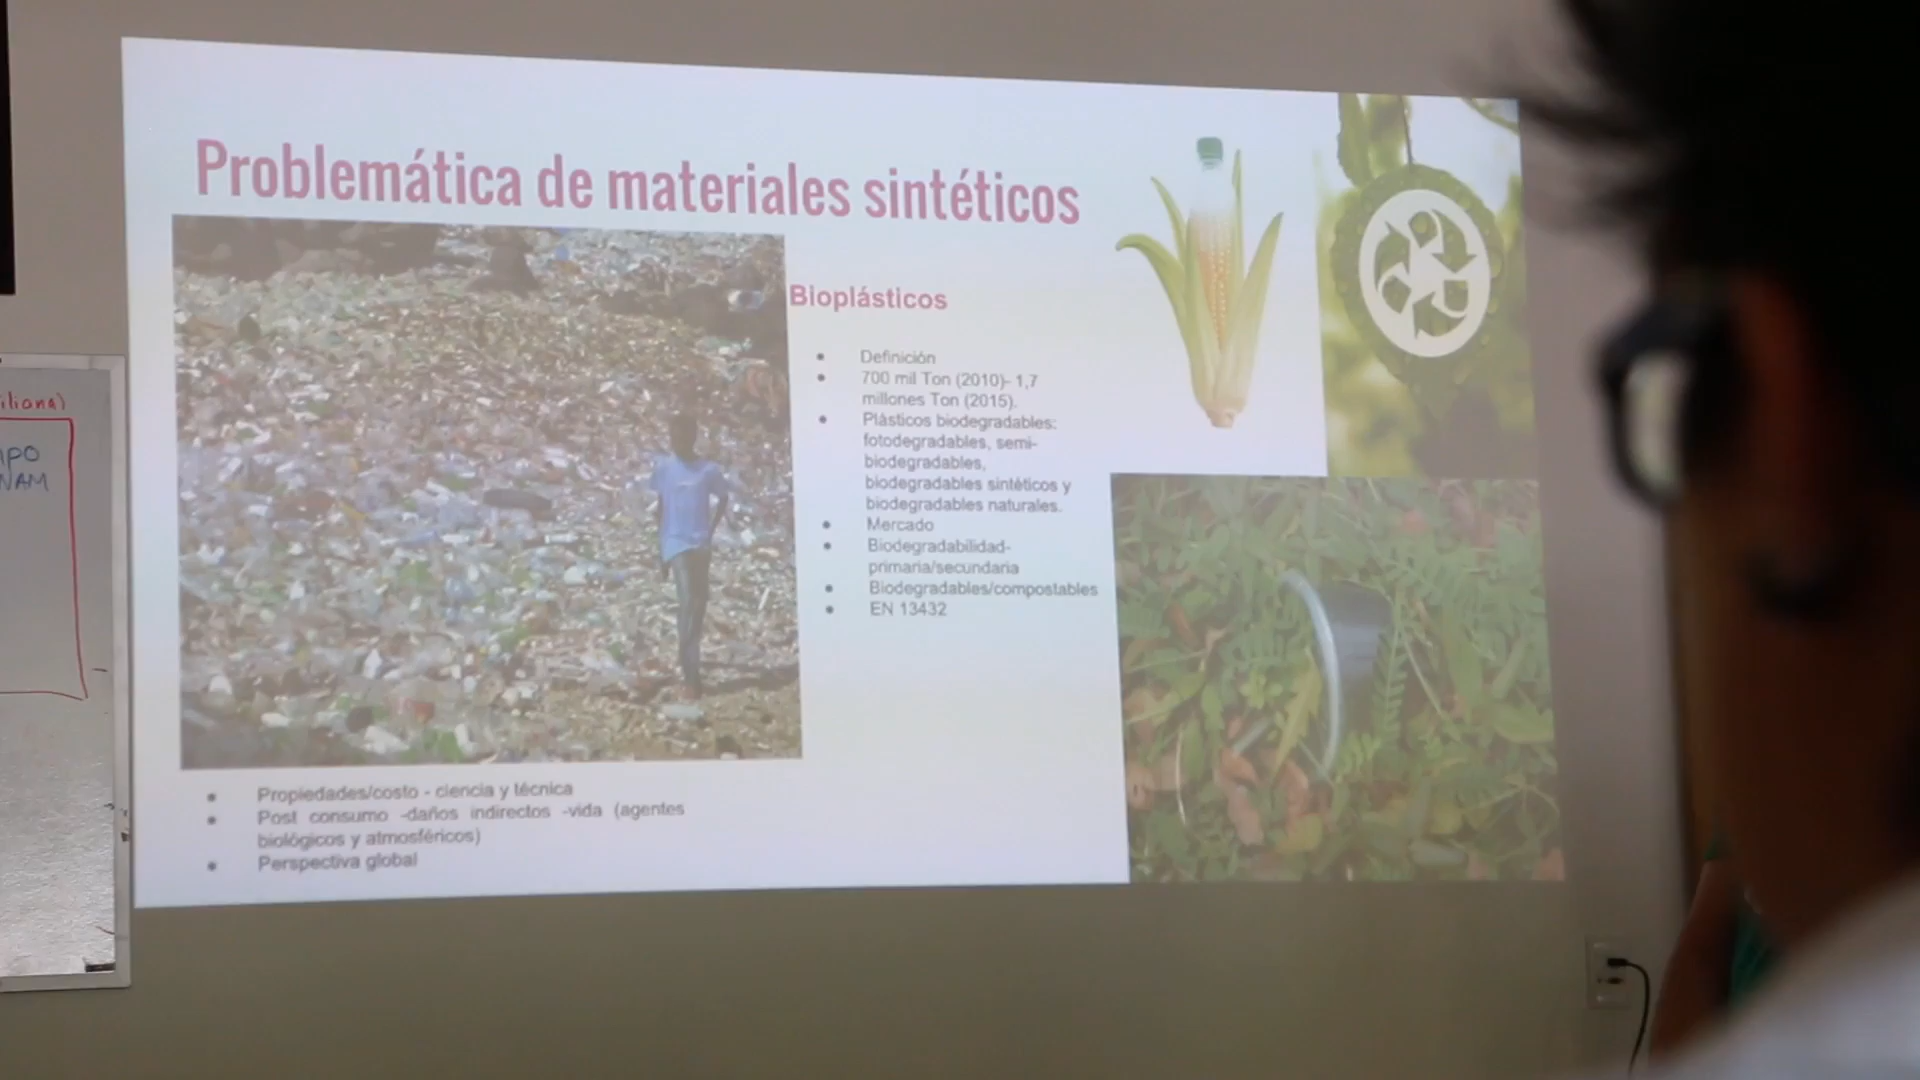 Problemática de materiales sintéticos
Bioplásticos
Definición
700 mil Ton (2010)- 1,7
millones Ton (2015).
Plásticos biodegradables:
fotodegradables, semi-
biodegradables,
biodegradables sintéticos y
biodegradables naturales.
Mercado
Biodegradabilidad-
primaria/secundaria
Biodegradables/compostables
EN 13432
Propiedades/costo - ciencia y técnica
Post consumo -daños indirectos -vida (agentes
biológicos y atmosféricos)
Perspectiva global
iliana)